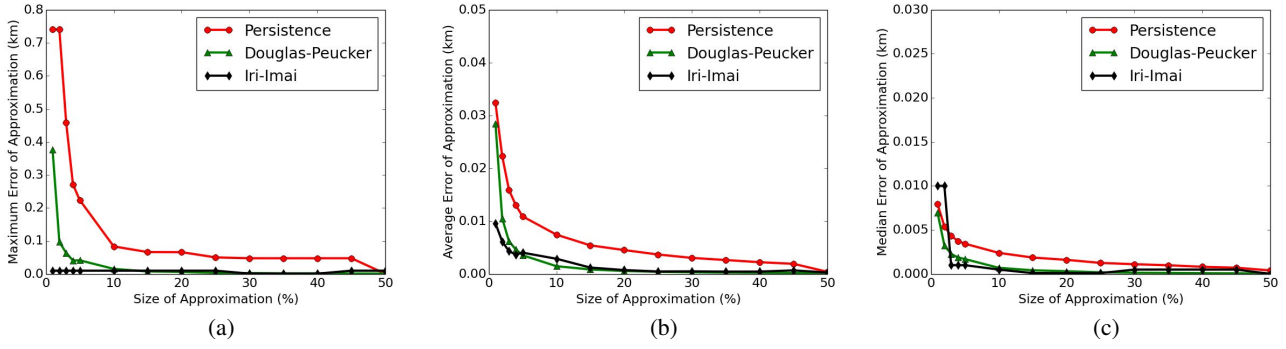 Maximum Error of Approximation (km)
0.8
0.7
0.6
0.5
0.4
0.3
0.2
0.1
0.0
0 10 20 30 40 50
Size of Approximation (%)
Persistence
Douglas-Peucker
Iri-Imai
(a)
Average Error of Approximation (km)
0.05
0.04
0.03
0.02
0.01
0.00
0 10 20 30 40 50
Size of Approximation (%)
Persistence
Douglas-Peucker
Iri-Imai
(b)
Median Error of Approximation (km)
0.030
0.025
0.020
0.015
0.010
0.005
0.000
0 10 20 30 40 50
Size of Approximation (%)
Persistence
Douglas-Peucker
Iri-Imai
(c)